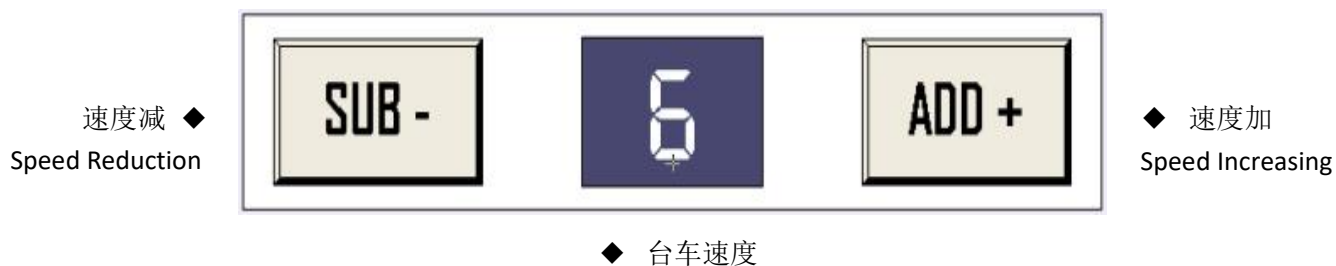 SUB -
6
ADD +
速度减 ◆
Speed Reduction
◆ 速度加
Speed Increasing
◆ 台车速度